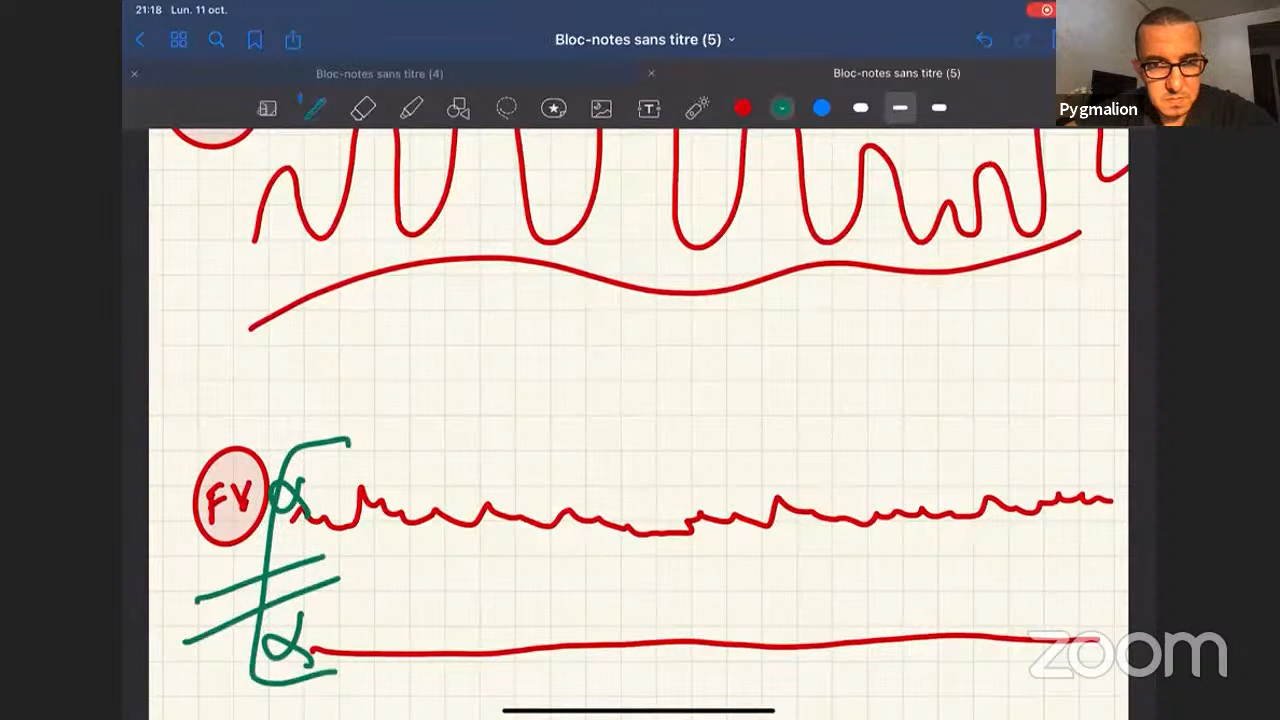 21:18 Lun. 11 oct.
Bloc-notes sans titre (5)
Bloc-notes sans titre (4)
Bloc-notes sans titre (5)
T
Pygmalion
FV
α
α
zoom